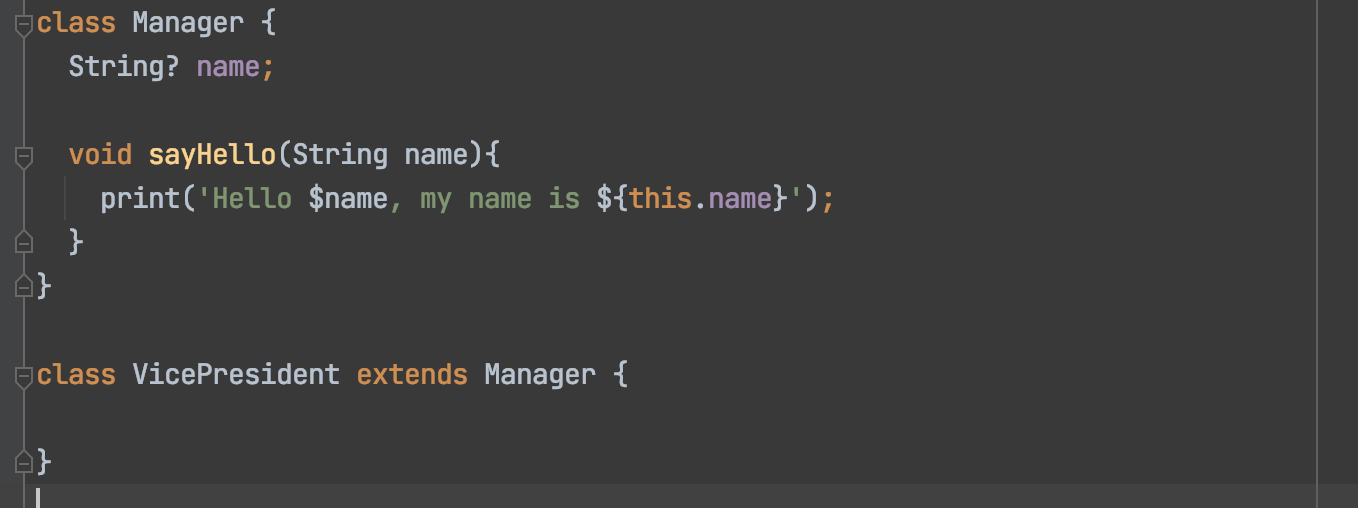 class Manager {
  String? name;

  void sayHello(String name){
    print('Hello $name, my name is ${this.name}');
  }
}

class VicePresident extends Manager {

}